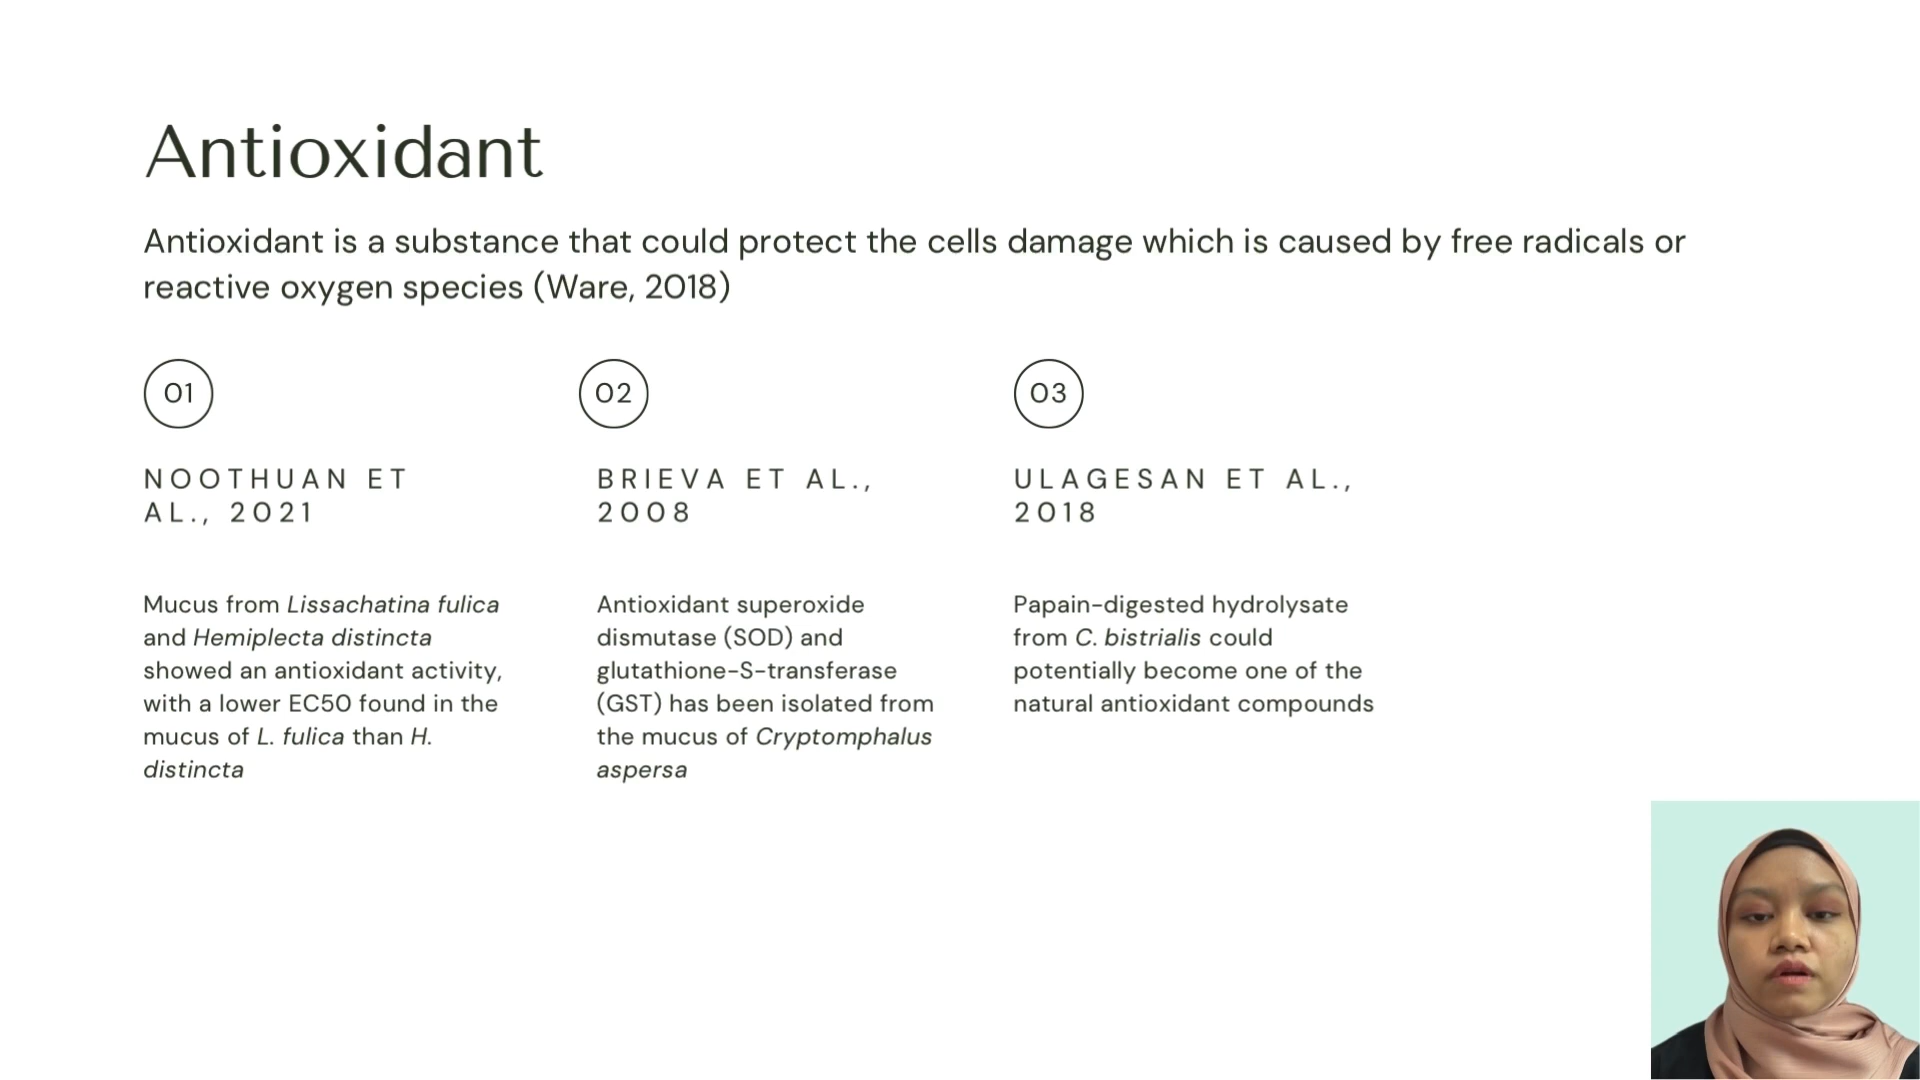 Antioxidant
Antioxidant is a substance that could protect the cells damage which is caused by free radicals or
reactive oxygen species (Ware, 2018)
01
NOOTHUAN ET
AL., 2021
Mucus from Lissachatina fulica
and Hemiplecta distincta
showed an antioxidant activity,
with a lower EC50 found in the
mucus of L. fulica than H.
distincta
02
BRIEVA ET AL.,
2008
Antioxidant superoxide
dismutase (SOD) and
glutathione-S-transferase
(GST) has been isolated from
the mucus of Cryptomphalus
aspersa
03
ULAGESAN ET AL.,
2018
Papain-digested hydrolysate
from C. bistrialis could
potentially become one of the
natural antioxidant compounds